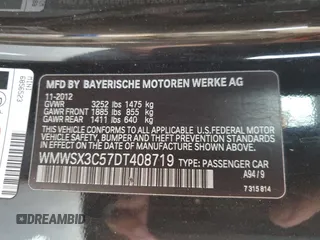 MFD BY BAYERISCHE MOTOREN WERKE AG
11-2012
GVWR 3252 lbs 1475 kg
GAWR FRONT 1885 lbs 855 kg
GAWR REAR 1411 lbs 640 kg
THIS VEHICLE CONFORMS TO ALL APPLICABLE U.S. FEDERAL MOTOR VEHICLE SAFETY, BUMPER AND THEFT PREVENTION STANDARDS IN EFFECT ON THE DATE OF MANUFACTURE SHOWN ABOVE.
WMWSX3C57DT408719 TYPE: PASSENGER CAR
A94 / 9
7 315 814
BIDHISTORY